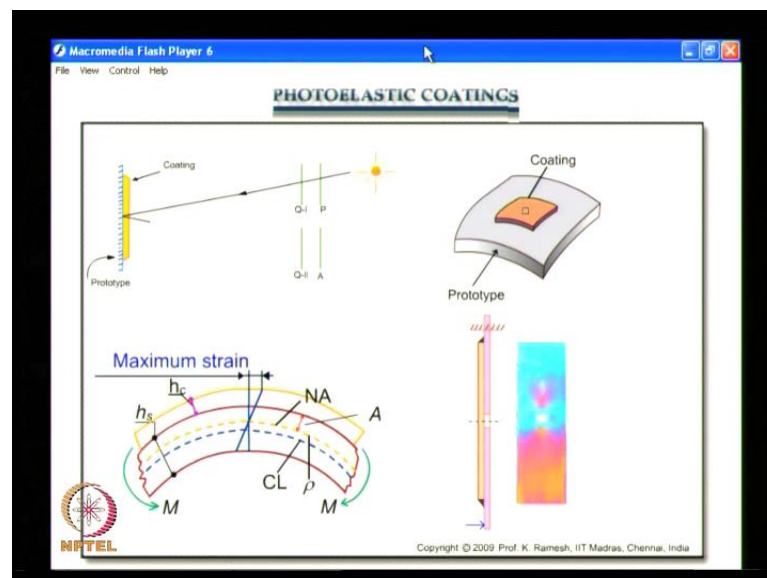 Macromedia Flash Player 6
File View Control Help
PHOTOELASTIC COATINGS
Coating
Q-I P
Q-II A
Prototype
Coating
Prototype
Maximum strain
hc
hs
NA
A
CL ρ
M
M
NPTEL
Copyright © 2009 Prof. K. Ramesh, IIT Madras, Chennai, India